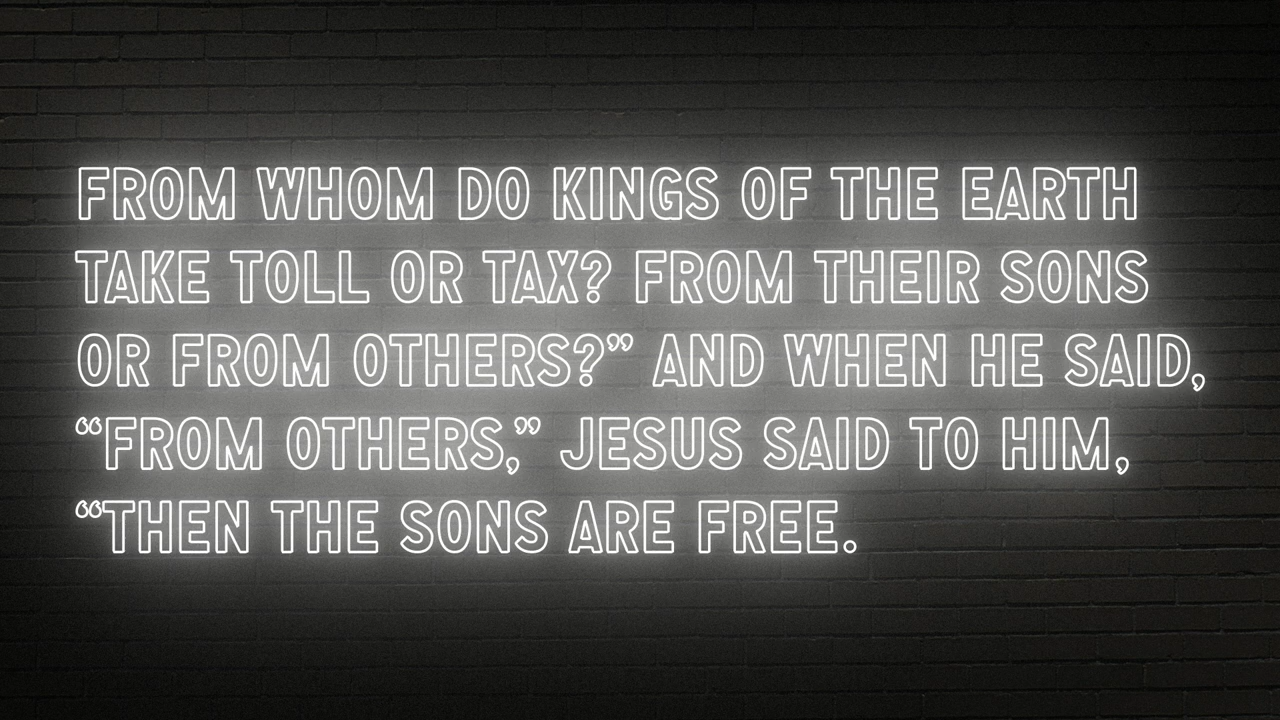 FROM WHOM DO KINGS OF THE EARTH
TAKE TOLL OR TAX? FROM THEIR SONS
OR FROM OTHERS?” AND WHEN HE SAID,
“FROM OTHERS,” JESUS SAID TO HIM,
“THEN THE SONS ARE FREE.